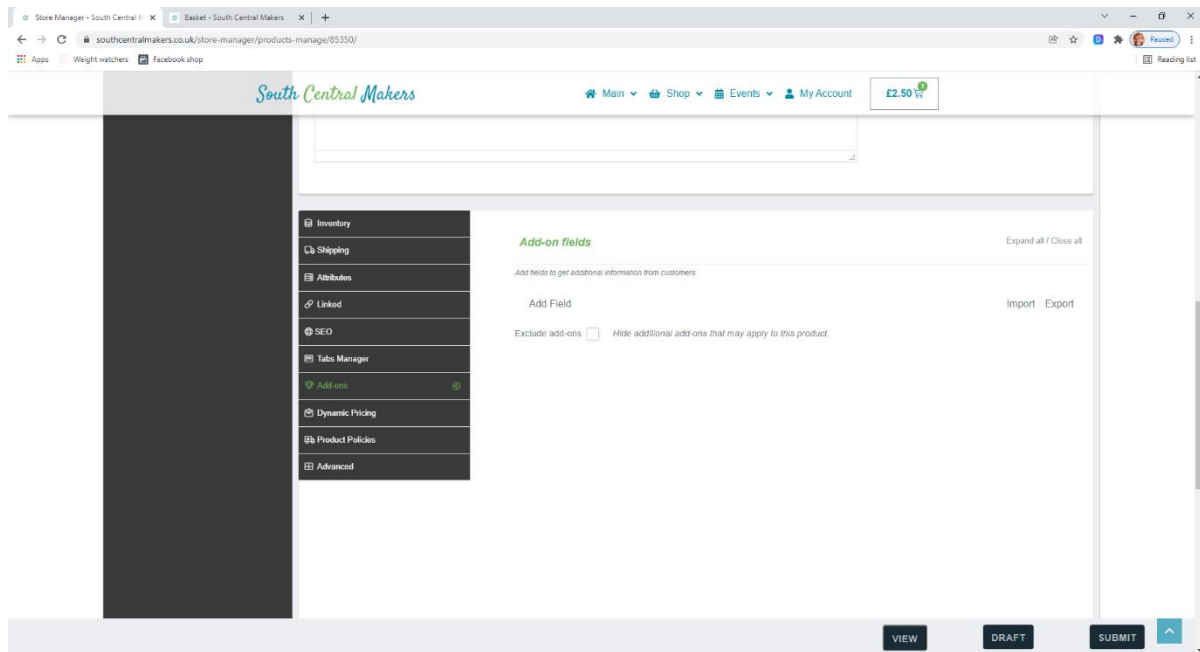 Store Manager - South Central M
Basket - South Central Makers
southcentralmakers.co.uk/store-manager/products-manage/85350/
Paused
Apps
Weight watchers
Facebook shop
Reading list
South Central Makers
Main
Shop
Events
My Account
£2.50
Inventory
Shipping
Attributes
Linked
SEO
Tabs Manager
Add-ons
Dynamic Pricing
Product Policies
Advanced
Add-on fields
Expand all / Close all
Add fields to get additional information from customers
Add Field
Import Export
Exclude add-ons
Hide additional add-ons that may apply to this product.
VIEW
DRAFT
SUBMIT